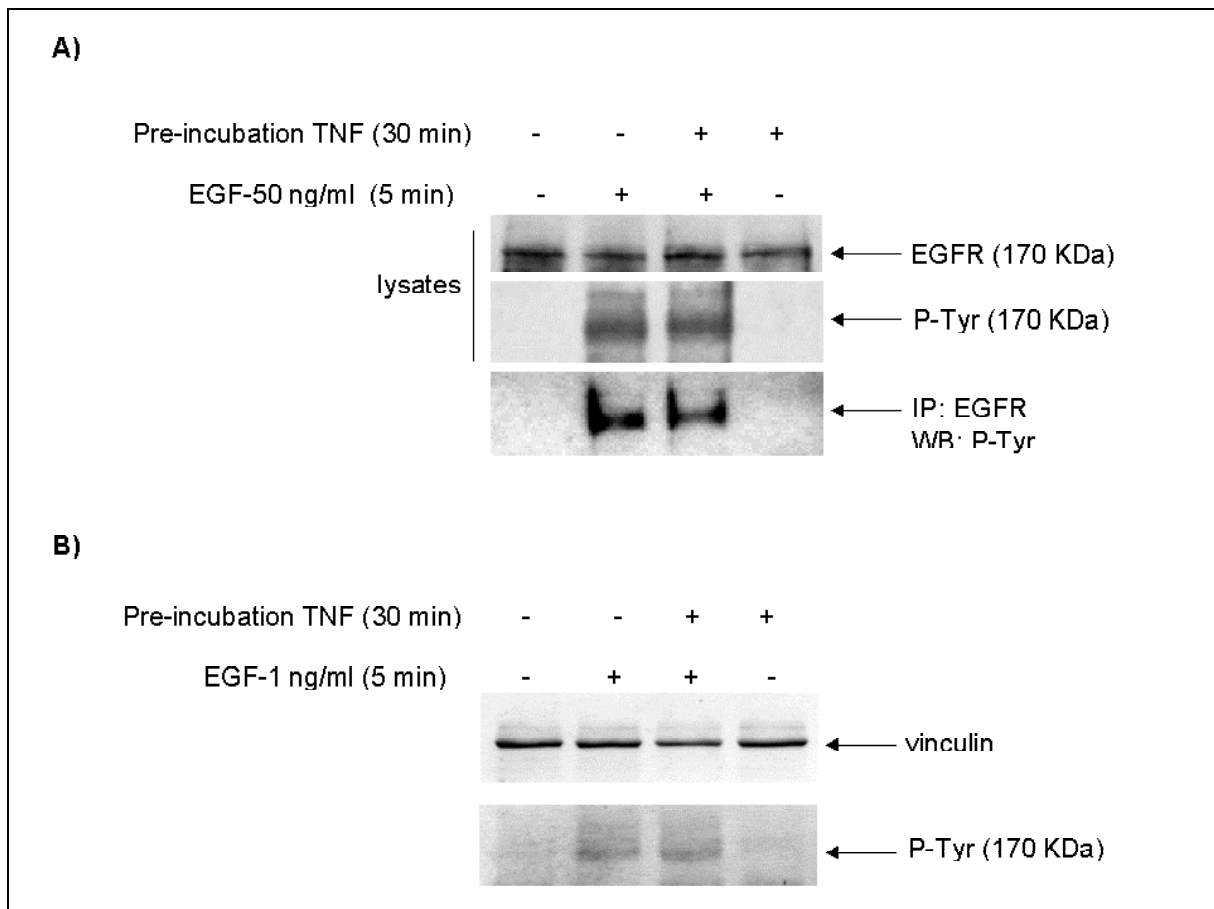 A)
Pre-incubation TNF (30 min) - - + +
EGF-50 ng/ml (5 min) - + + -
lysates
EGFR (170 KDa)
P-Tyr (170 KDa)
IP: EGFR
WB: P-Tyr
B)
Pre-incubation TNF (30 min) - - + +
EGF-1 ng/ml (5 min) - + + -
vinculin
P-Tyr (170 KDa)